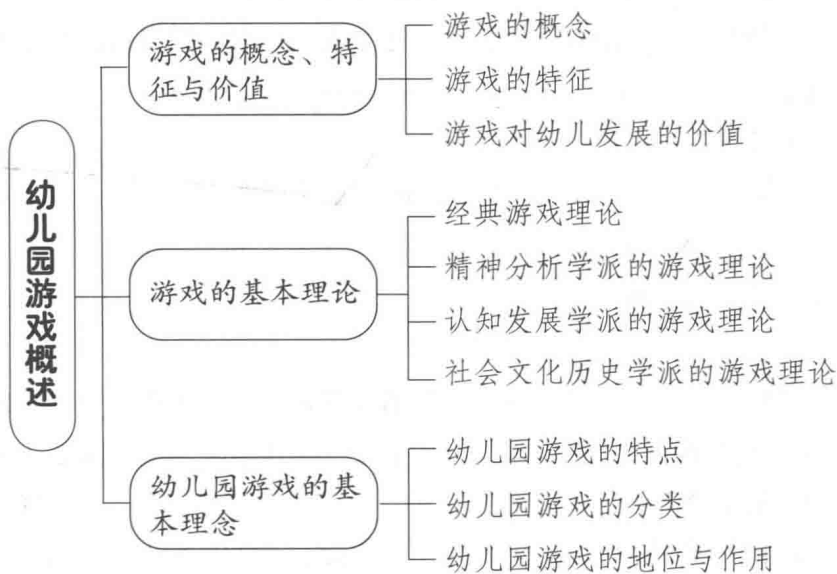 幼儿园游戏概述
游戏的概念、特
征与价值
游戏的概念
游戏的特征
游戏对幼儿发展的价值
游戏的基本理论
经典游戏理论
精神分析学派的游戏理论
认知发展学派的游戏理论
社会文化历史学派的游戏理论
幼儿园游戏的基
本理念
幼儿园游戏的特点
幼儿园游戏的分类
幼儿园游戏的地位与作用